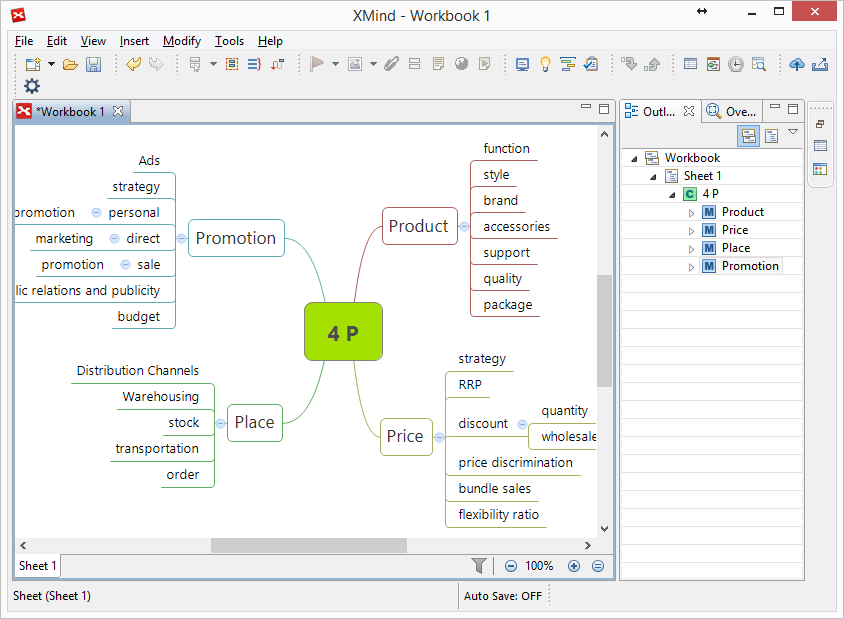 XMind - Workbook 1
File Edit View Insert Modify Tools Help
*Workbook 1
Outl...
Ove...
Ads
strategy
promotion personal
marketing direct
promotion sale
lic relations and publicity
budget
Promotion
Distribution Channels
Warehousing
stock
transportation
order
Place
4 P
Product
function
style
brand
accessories
support
quality
package
Price
strategy
RRP
discount
quantity
wholesale
price discrimination
bundle sales
flexibility ratio
Workbook
Sheet 1
C 4 P
M Product
M Price
M Place
M Promotion
Sheet 1
100%
Sheet (Sheet 1)
Auto Save: OFF